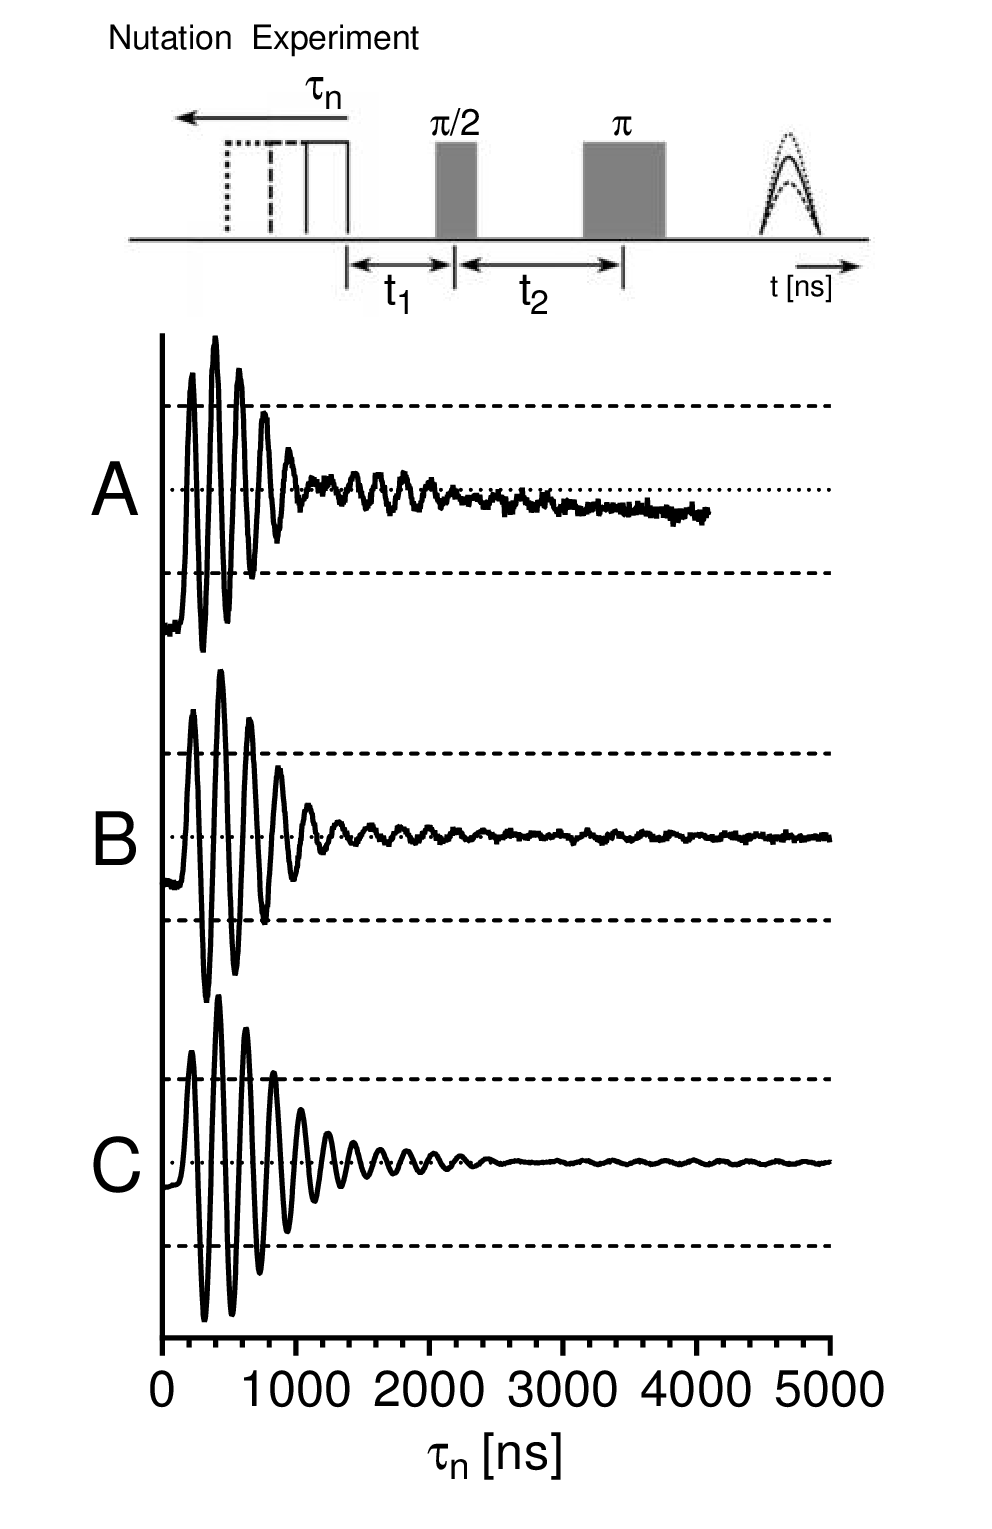 Nutation Experiment
τn
π/2 π
t1 t2 t [ns]
A
B
C
0 1000 2000 3000 4000 5000
τn [ns]